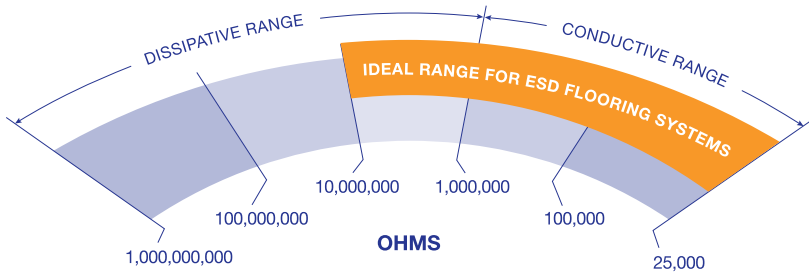 DISSIPATIVE RANGE
CONDUCTIVE RANGE
IDEAL RANGE FOR ESD FLOORING SYSTEMS
1,000,000,000
100,000,000
10,000,000
1,000,000
100,000
25,000
OHMS